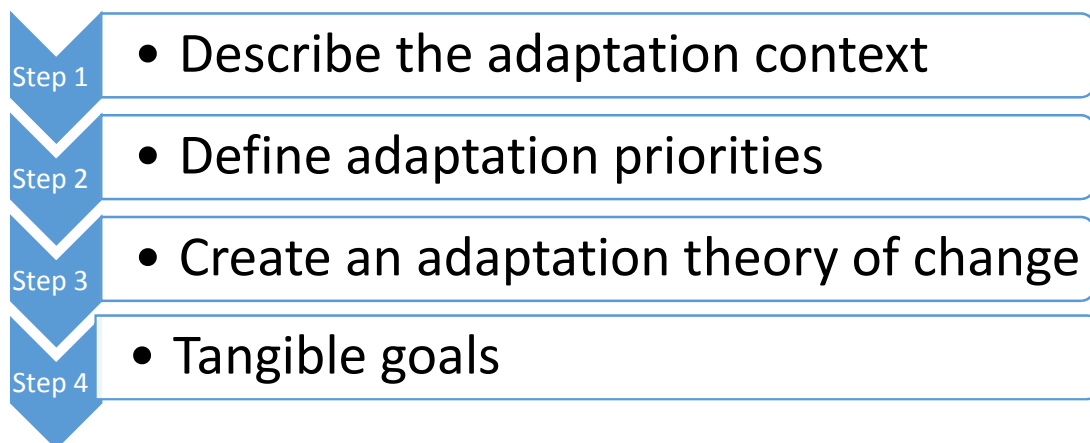 Step 1
• Describe the adaptation context
Step 2
• Define adaptation priorities
Step 3
• Create an adaptation theory of change
Step 4
• Tangible goals